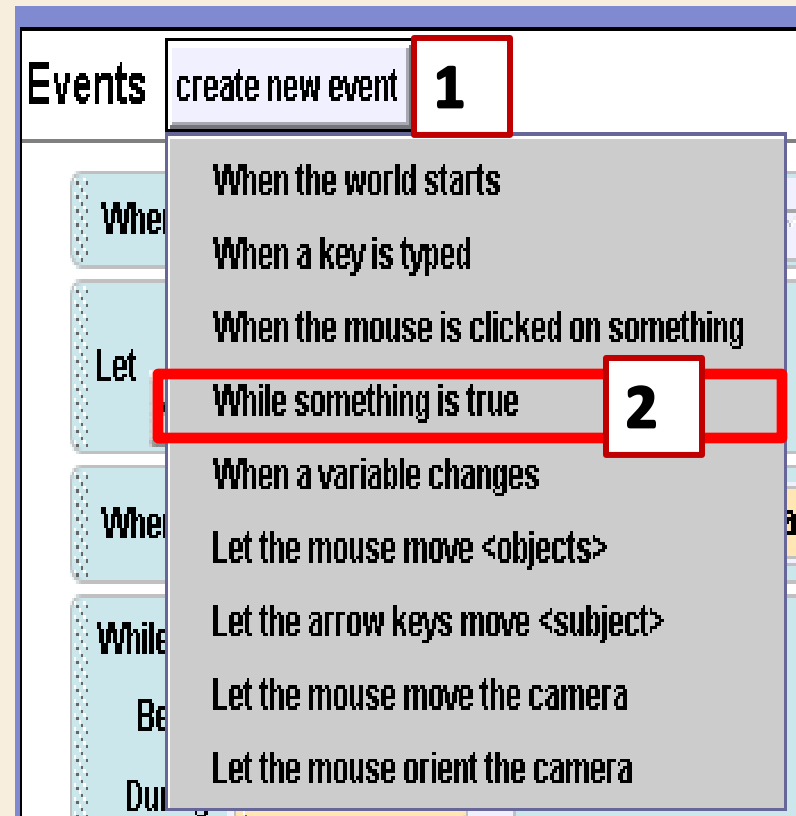 Events create new event 1
When the world starts
When a key is typed
When the mouse is clicked on something
Let
While something is true 2
When a variable changes
Let the mouse move <objects>
Let the arrow keys move <subject>
While
Let the mouse move the camera
Let the mouse orient the camera